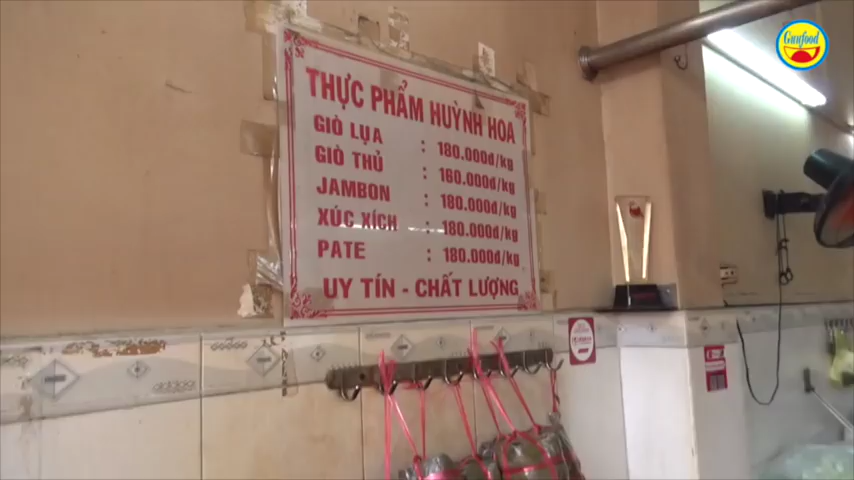 Guufood
THỰC PHẨM HUỲNH HOA
GIÒ LỤA : 180.000đ/kg
GIÒ THỦ : 160.000đ/kg
JAMBON : 180.000đ/kg
XÚC XÍCH : 180.000đ/kg
PATE : 180.000đ/kg
UY TÍN - CHẤT LƯỢNG